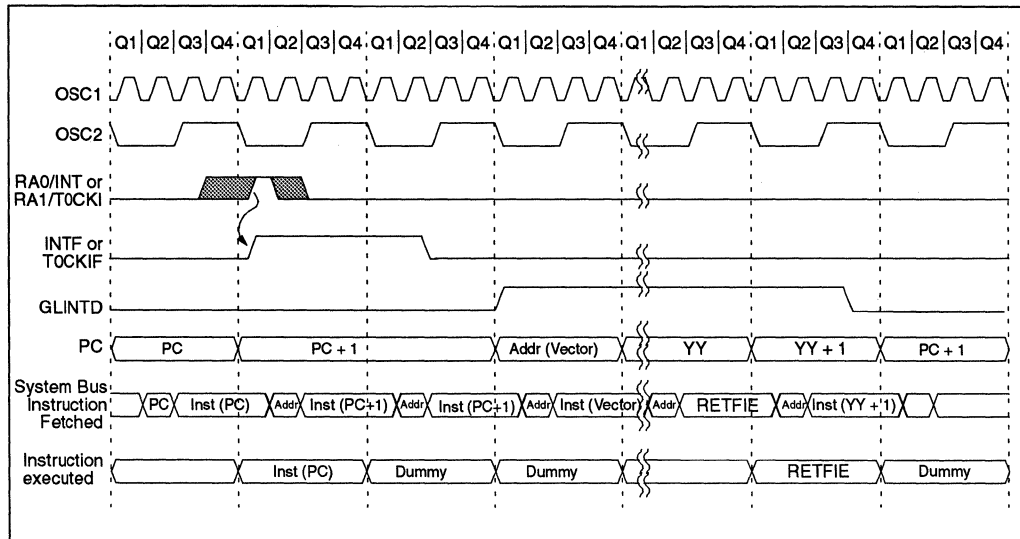 Q1 |Q2 |Q3 |Q4 | Q1 |Q2 |Q3 |Q4 | Q1 |Q2 |Q3 |Q4 | Q1 |Q2 |Q3 |Q4 | Q1 |Q2 |Q3 |Q4 | Q1 |Q2 |Q3 |Q4 | Q1 |Q2 |Q3 |Q4
OSC1
OSC2
RA0/INT or
RA1/T0CKI
INTF or
T0CKIF
GLINTD
PC PC PC + 1 Addr (Vector) YY YY + 1 PC + 1
System Bus
Instruction
Fetched
PC Inst (PC) Addr Inst (PC+1) Addr Inst (PC+1) Addr Inst (Vector) Addr RETFIE Addr Inst (YY + 1)
Instruction
executed
Inst (PC) Dummy Dummy RETFIE Dummy